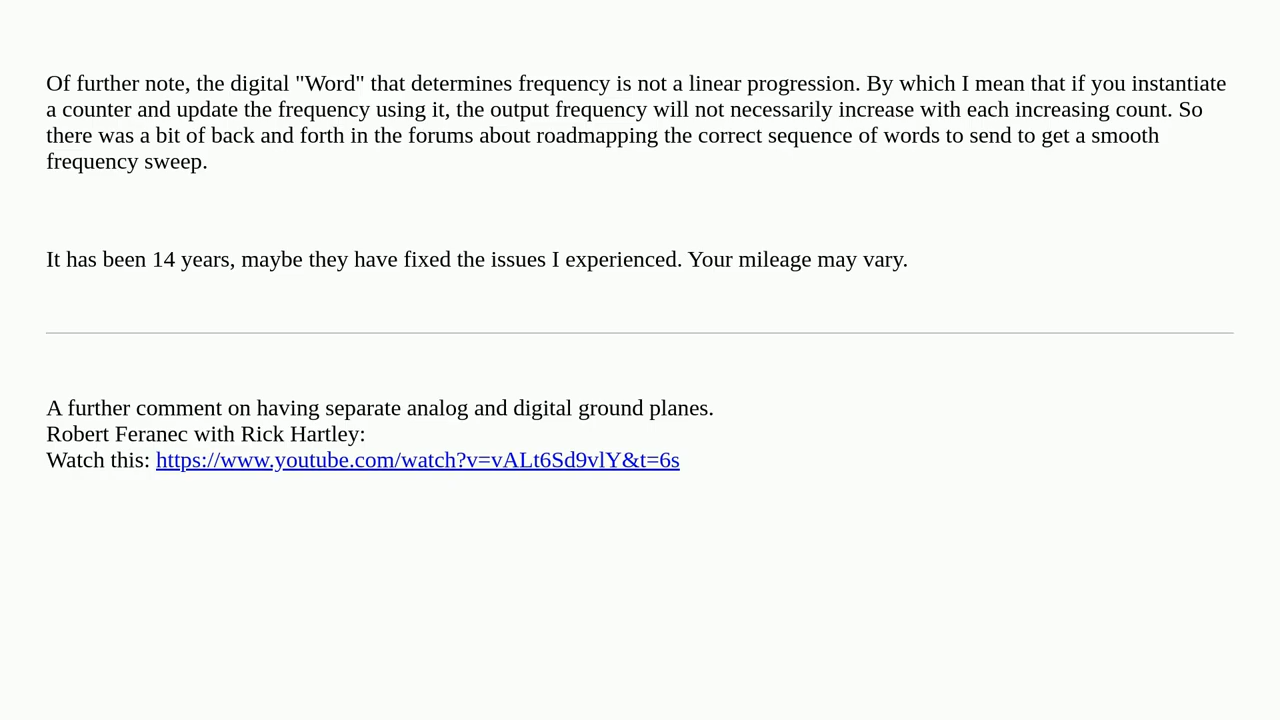 Of further note, the digital "Word" that determines frequency is not a linear progression. By which I mean that if you instantiate
a counter and update the frequency using it, the output frequency will not necessarily increase with each increasing count. So
there was a bit of back and forth in the forums about roadmapping the correct sequence of words to send to get a smooth
frequency sweep.
It has been 14 years, maybe they have fixed the issues I experienced. Your mileage may vary.
A further comment on having separate analog and digital ground planes.
Robert Feranec with Rick Hartley:
Watch this: https://www.youtube.com/watch?v=vALt6Sd9vlY&t=6s